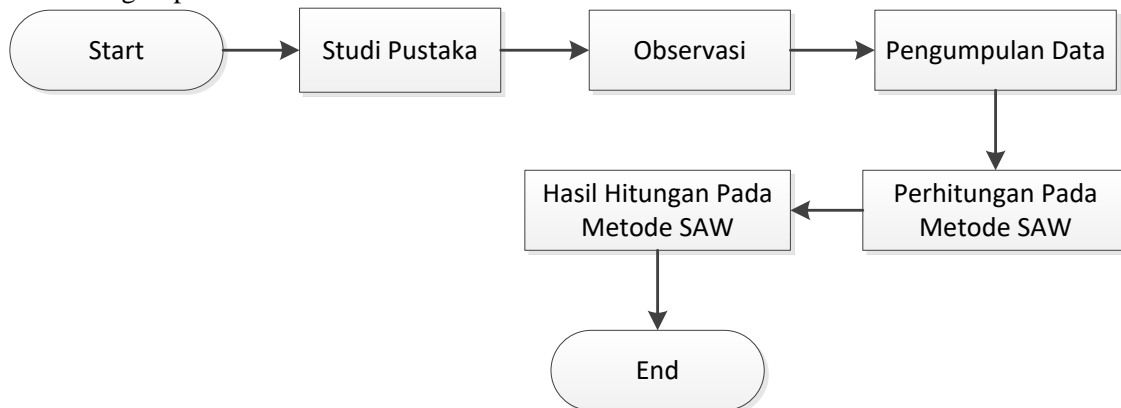 Start
Studi Pustaka
Observasi
Pengumpulan Data
Perhitungan Pada
Metode SAW
Hasil Hitungan Pada
Metode SAW
End